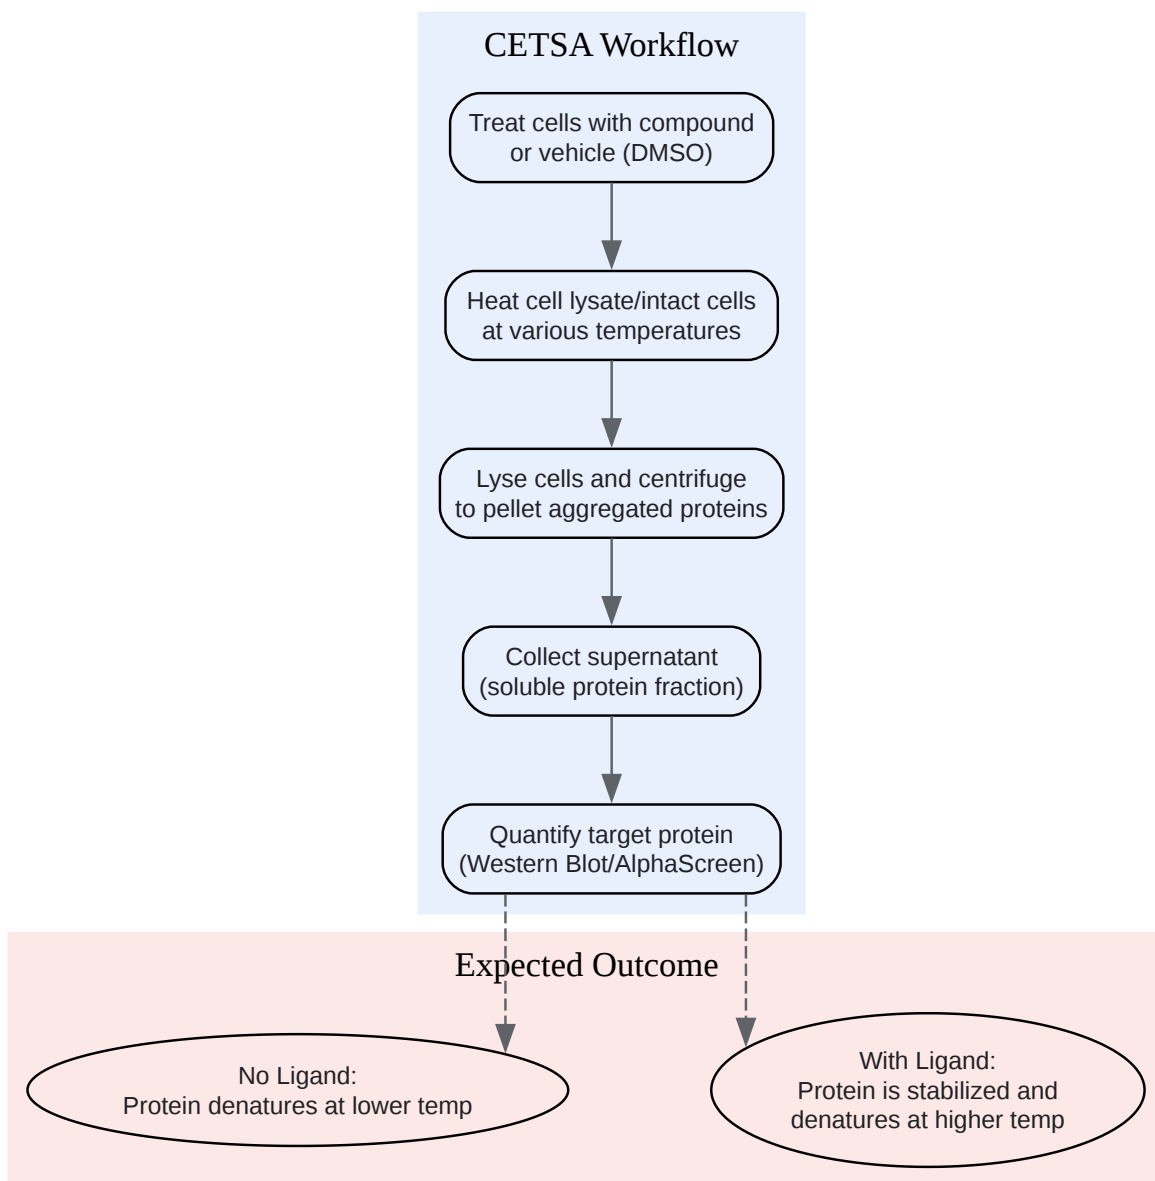 CETSA Workflow
Treat cells with compound
or vehicle (DMSO)
Heat cell lysate/intact cells
at various temperatures
Lyse cells and centrifuge
to pellet aggregated proteins
Collect supernatant
(soluble protein fraction)
Quantify target protein
(Western Blot/AlphaScreen)
Expected Outcome
No Ligand:
Protein denatures at lower temp
With Ligand:
Protein is stabilized and
denatures at higher temp